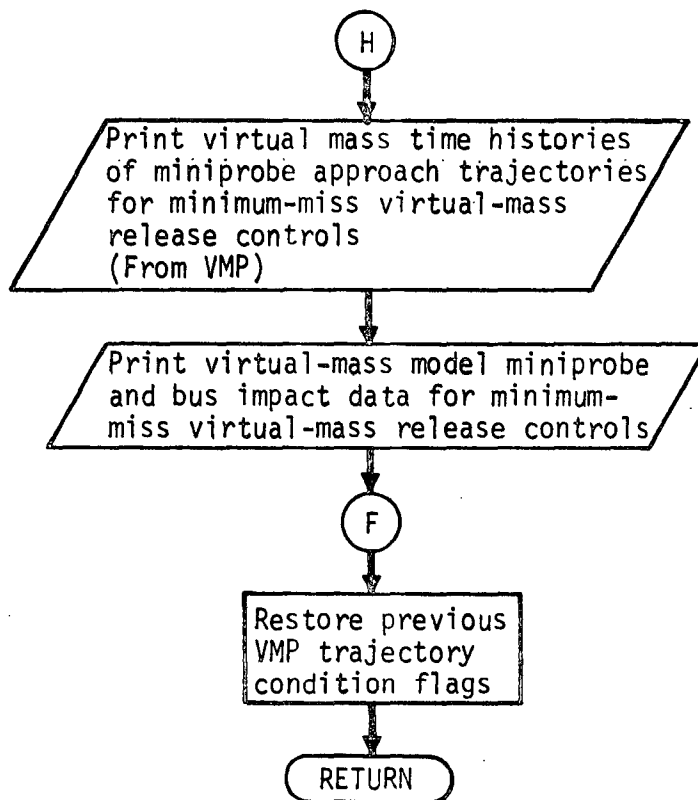 H
Print virtual mass time histories
of miniprobe approach trajectories
for minimum-miss virtual-mass
release controls
(From VMP)
Print virtual-mass model miniprobe
and bus impact data for minimum-
miss virtual-mass release controls
F
Restore previous
VMP trajectory
condition flags
RETURN